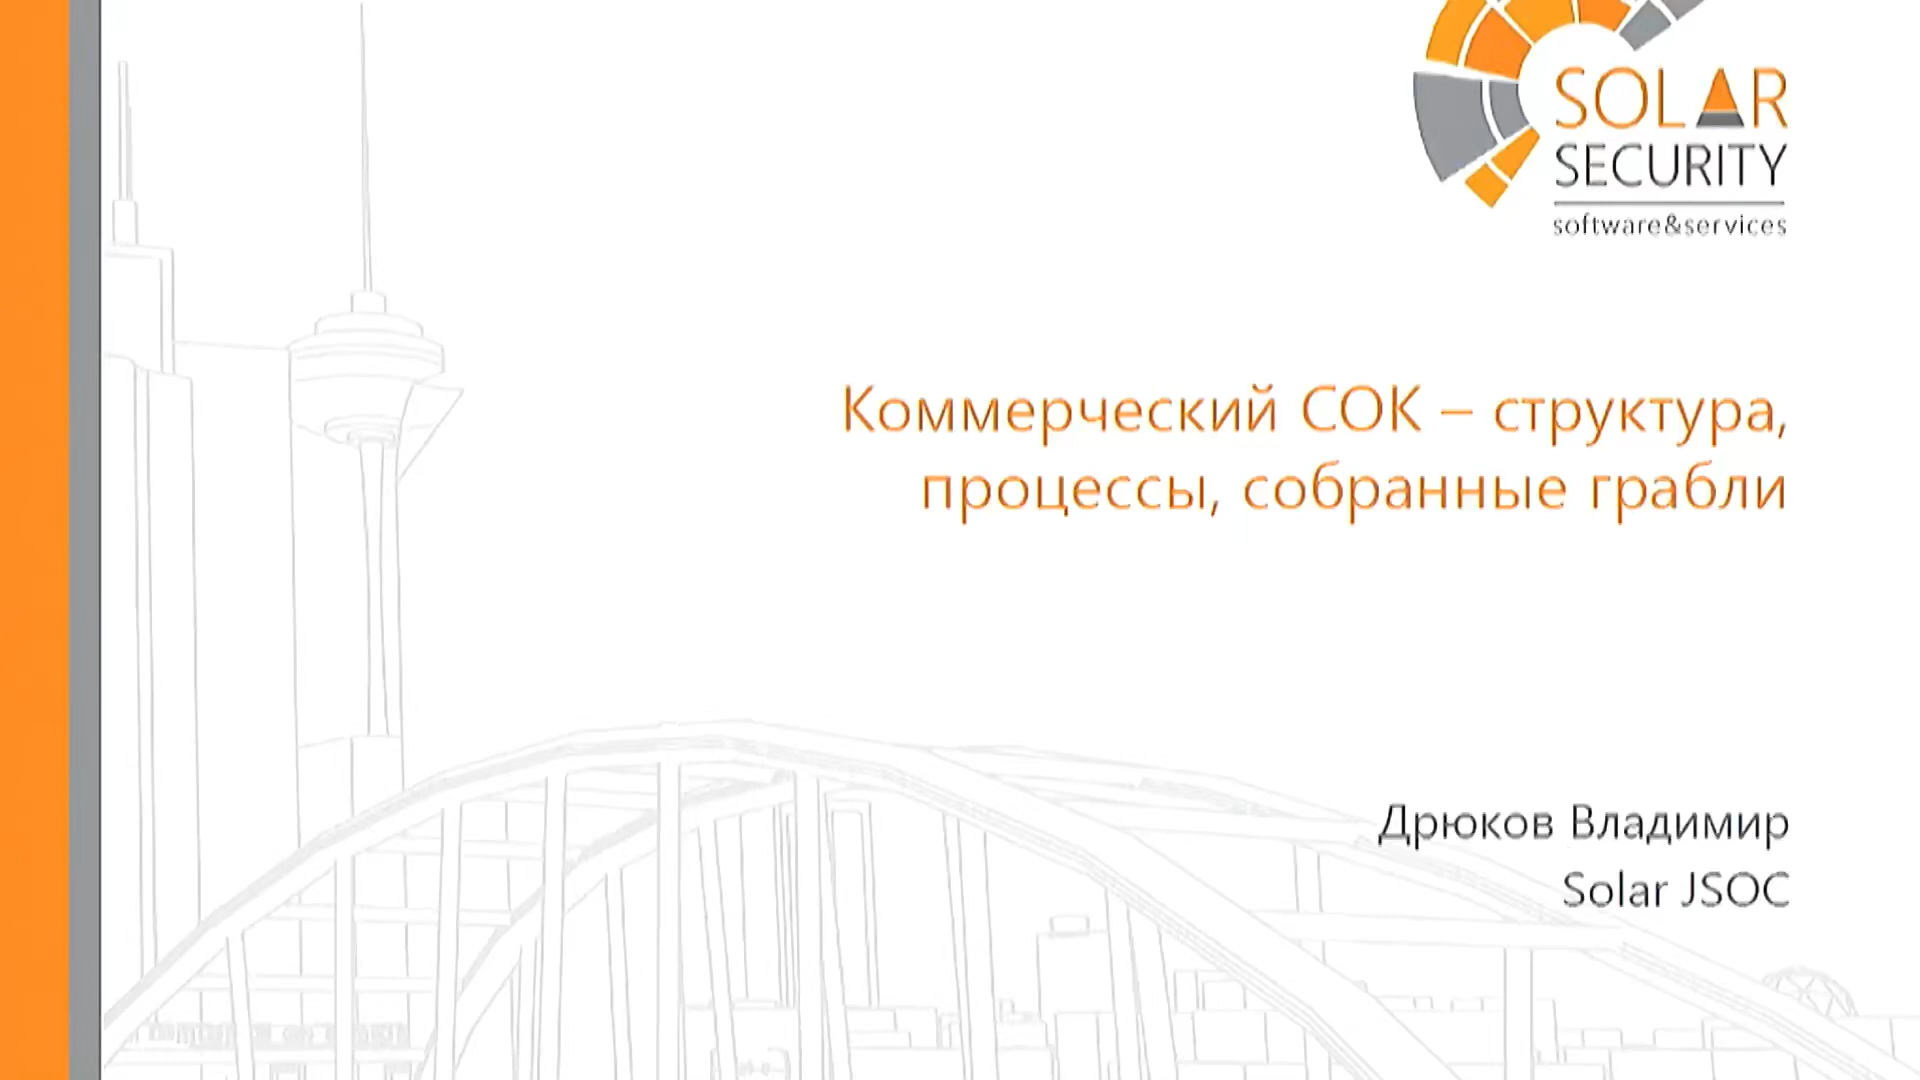 SOLAR
SECURITY
software&services
Коммерческий СОК – структура,
процессы, собранные грабли
Дрюков Владимир
Solar JSOC